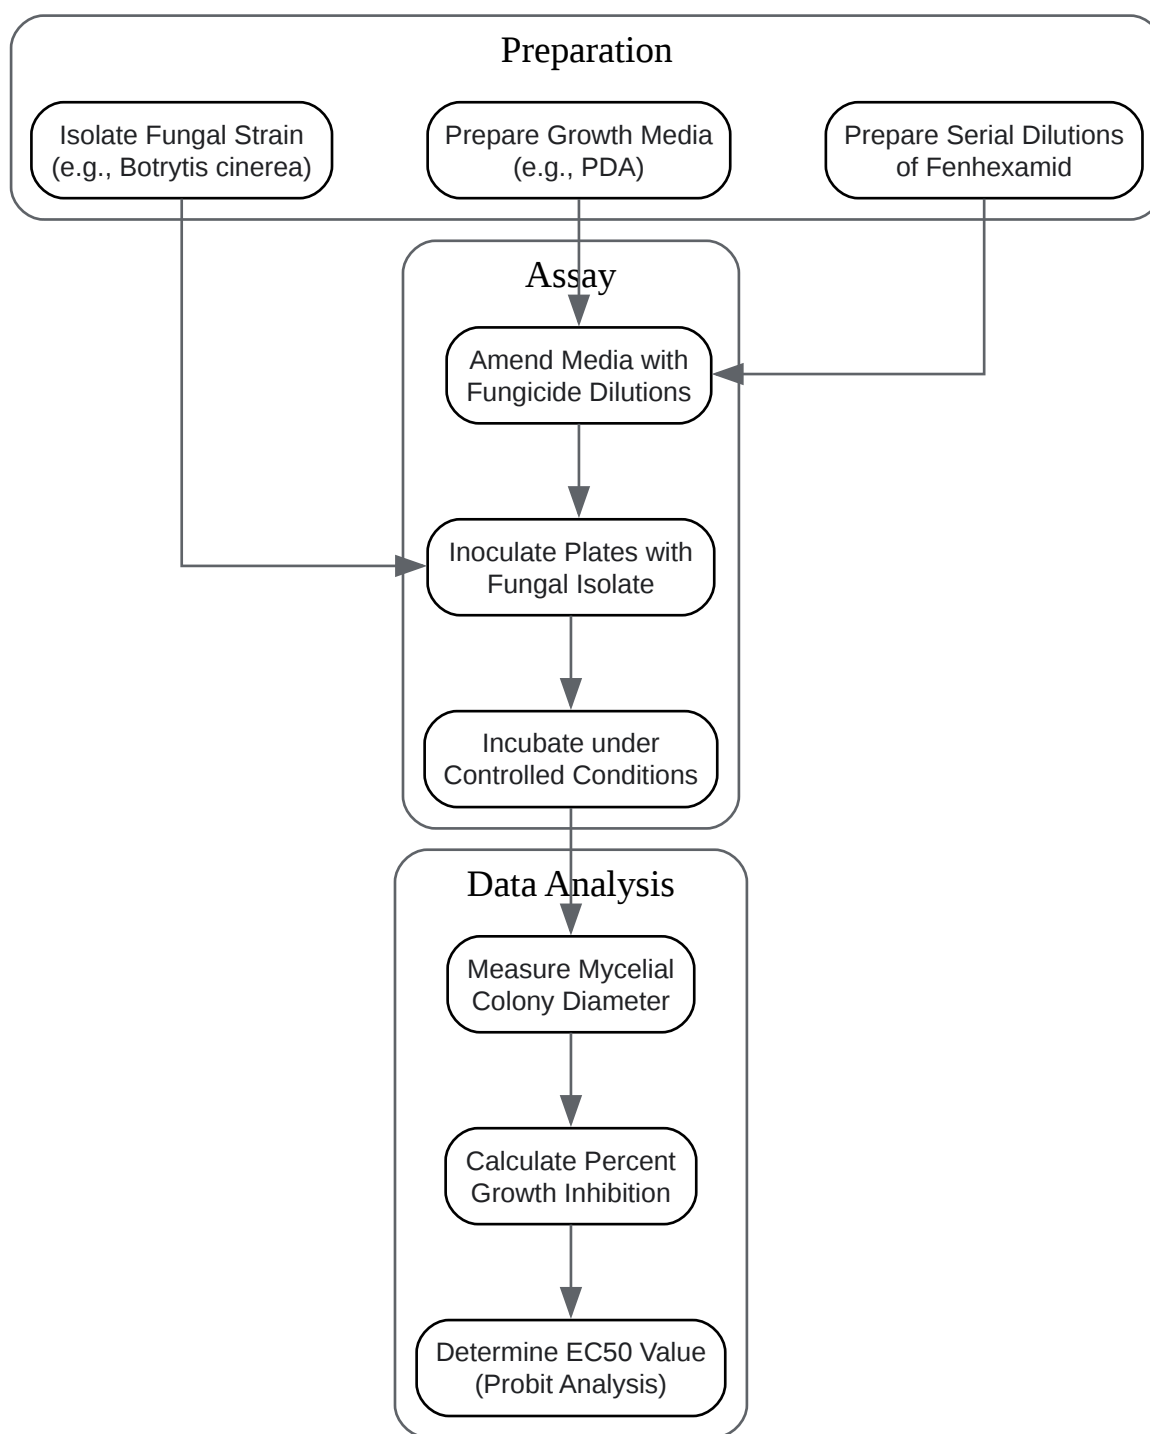 Preparation
Isolate Fungal Strain
(e.g., Botrytis cinerea)
Prepare Growth Media
(e.g., PDA)
Prepare Serial Dilutions
of Fenhexamid
Assay
Amend Media with
Fungicide Dilutions
Inoculate Plates with
Fungal Isolate
Incubate under
Controlled Conditions
Data Analysis
Measure Mycelial
Colony Diameter
Calculate Percent
Growth Inhibition
Determine EC50 Value
(Probit Analysis)